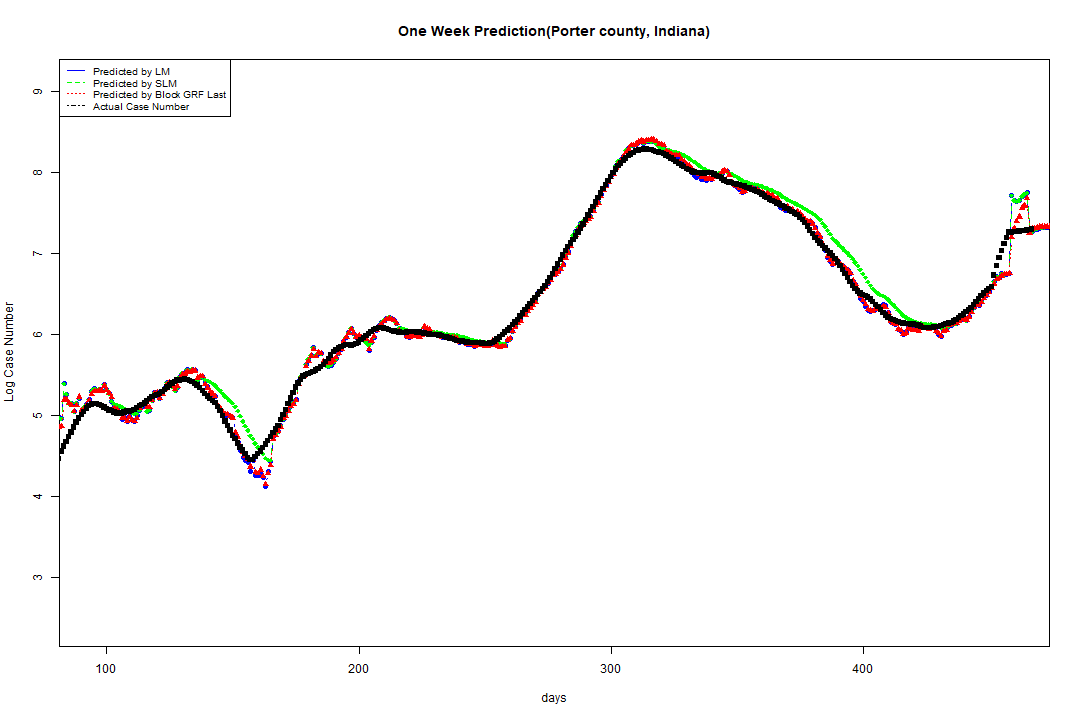 One Week Prediction(Porter county, Indiana)
Predicted by LM
Predicted by SLM
Predicted by Block GRF Last
Actual Case Number
9
8
7
6
5
4
3
Log Case Number
100 200 300 400
days